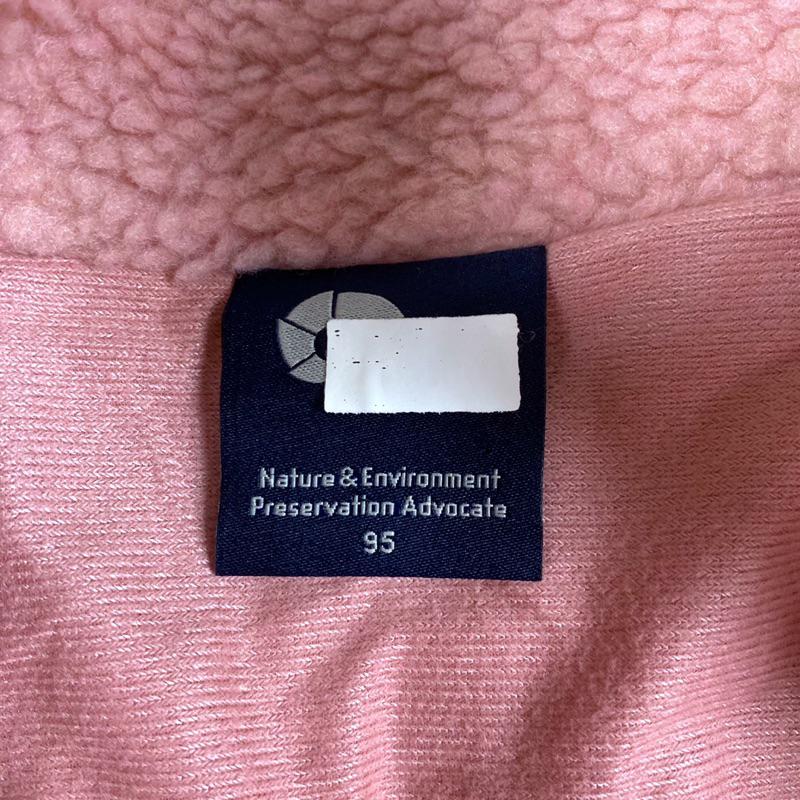 Nature & Environment
Preservation Advocate
95